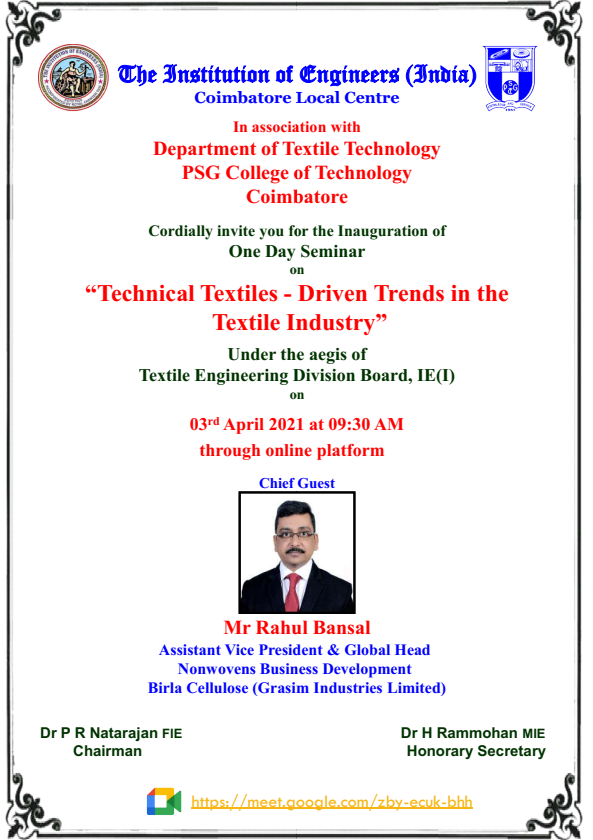 The Institution of Engineers (India)
Coimbatore Local Centre
In association with
Department of Textile Technology
PSG College of Technology
Coimbatore
Cordially invite you for the Inauguration of
One Day Seminar
on
“Technical Textiles - Driven Trends in the
Textile Industry”
Under the aegis of
Textile Engineering Division Board, IE(I)
on
03rd April 2021 at 09:30 AM
through online platform
Chief Guest
Mr Rahul Bansal
Assistant Vice President & Global Head
Nonwovens Business Development
Birla Cellulose (Grasim Industries Limited)
Dr P R Natarajan FIE
Chairman
Dr H Rammohan MIE
Honorary Secretary
https://meet.google.com/zby-ecuk-bhh